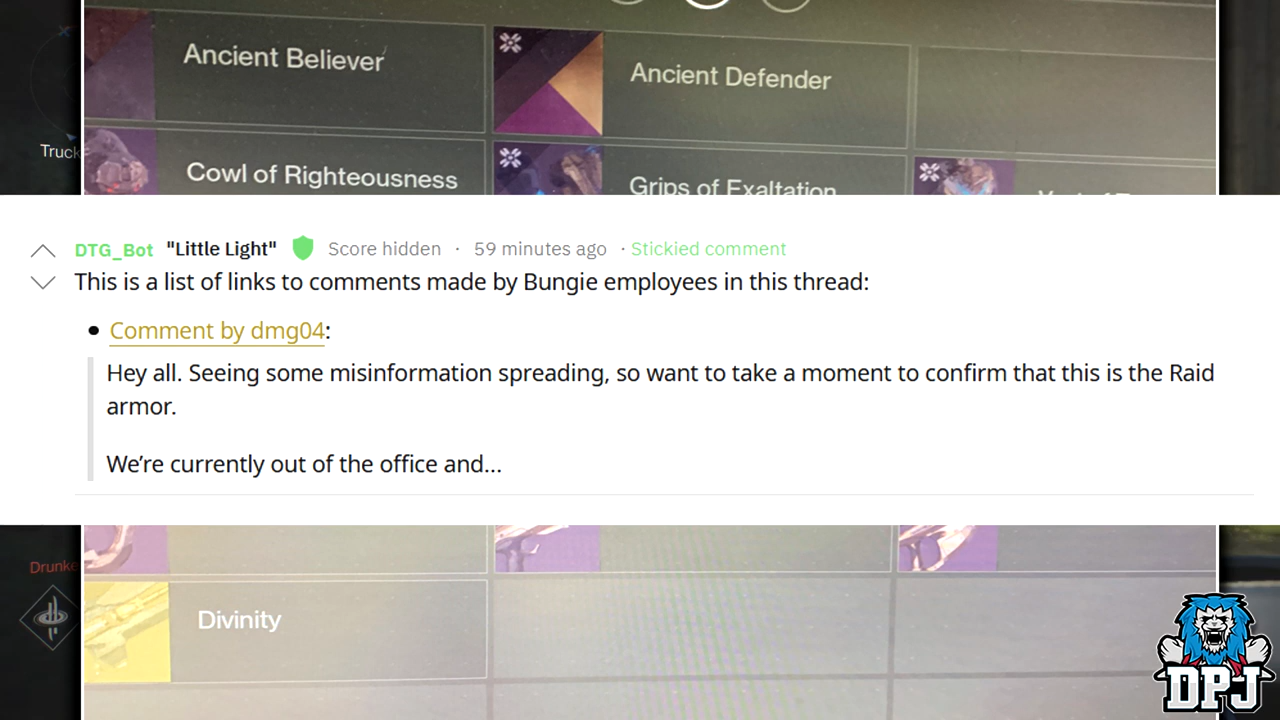 Ancient Believer
Ancient Defender
Truck
Cowl of Righteousness
Grips of Exaltation
DTG_Bot "Little Light" Score hidden · 59 minutes ago · Stickied comment
This is a list of links to comments made by Bungie employees in this thread:
• Comment by dmg04:
Hey all. Seeing some misinformation spreading, so want to take a moment to confirm that this is the Raid
armor.
We're currently out of the office and...
Drunke
Divinity
DPJ